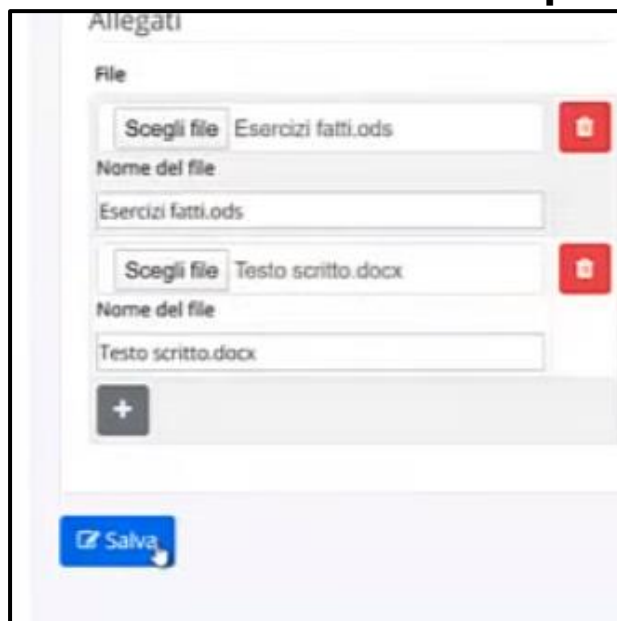 Allegati
File
Scegli file Esercizi fatti.ods
Nome del file
Esercizi fatti.ods
Scegli file Testo scritto.docx
Nome del file
Testo scritto.docx
+
Salva